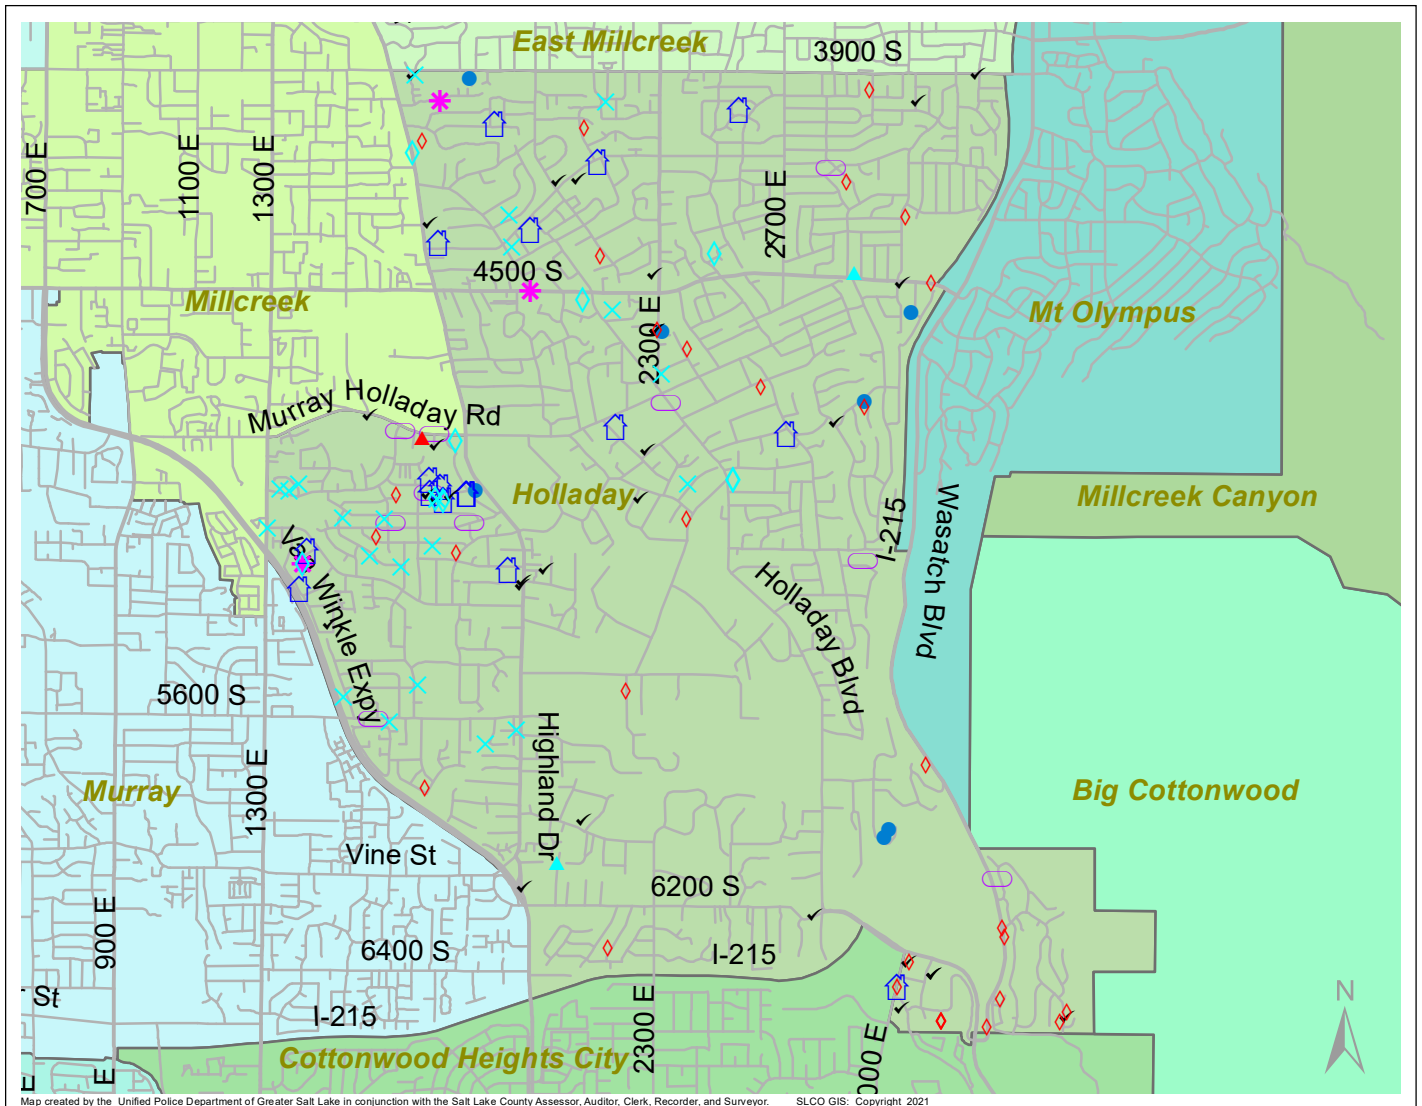 East Millcreek
3900 S
700 E
1100 E
1300 E
2700 E
4500 S
Millcreek
Mt Olympus
2300 E
Murray Holladay Rd
Holladay
Millcreek Canyon
I-215
Wasatch Blvd
Van Winkle Expy
Holladay Blvd
5600 S
Highland Dr
Murray
1300 E
Big Cottonwood
Vine St
6200 S
900 E
6400 S
I-215
St
I-215
2300 E
N
Cottonwood Heights City
000 E
E
E
Map created by the Unified Police Department of Greater Salt Lake in conjunction with the Salt Lake County Assessor, Auditor, Clerk, Recorder, and Surveyor. SLCO GIS: Copyright 2021